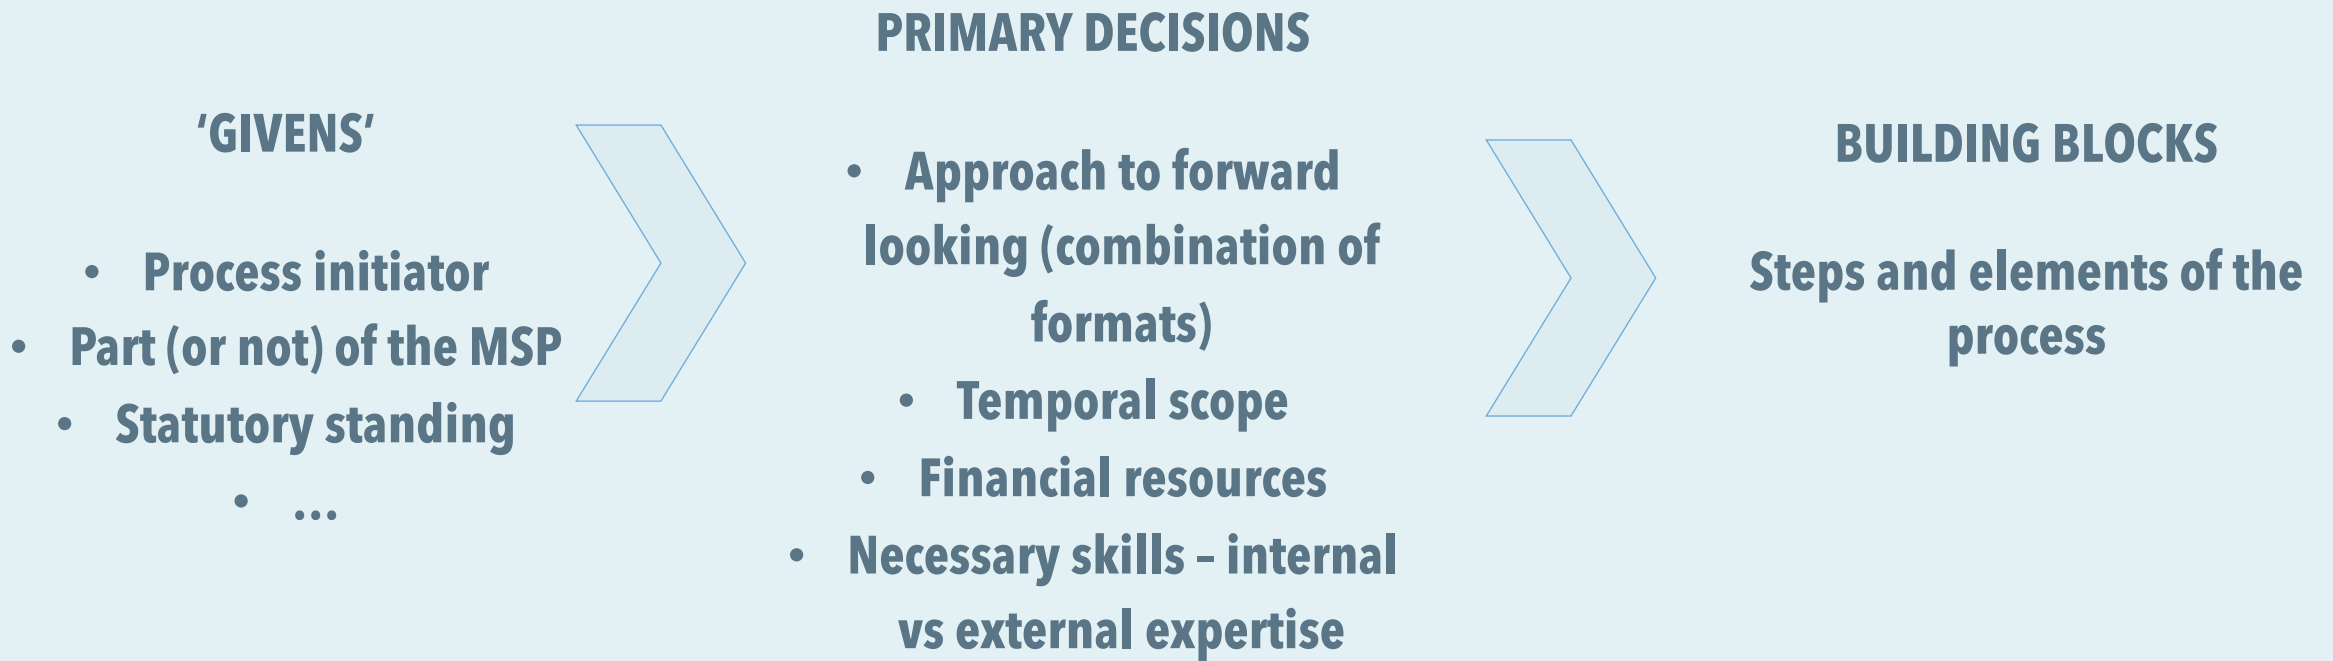 ‘GIVENS’
• Process initiator
• Part (or not) of the MSP
• Statutory standing
• …
PRIMARY DECISIONS
• Approach to forward
looking (combination of
formats)
• Temporal scope
• Financial resources
• Necessary skills – internal
vs external expertise
BUILDING BLOCKS
Steps and elements of the
process